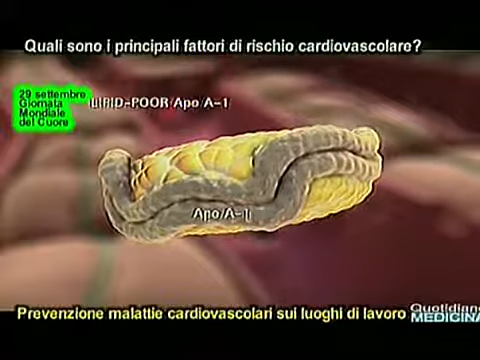 Quali sono i principali fattori di rischio cardiovascolare?
29 settembre
Giornata
Mondiale
del Cuore
LIPID-POOR Apo A-1
Apo A-1
Prevenzione malattie cardiovascolari sui luoghi di lavoro
Quotidiano
MEDICINA